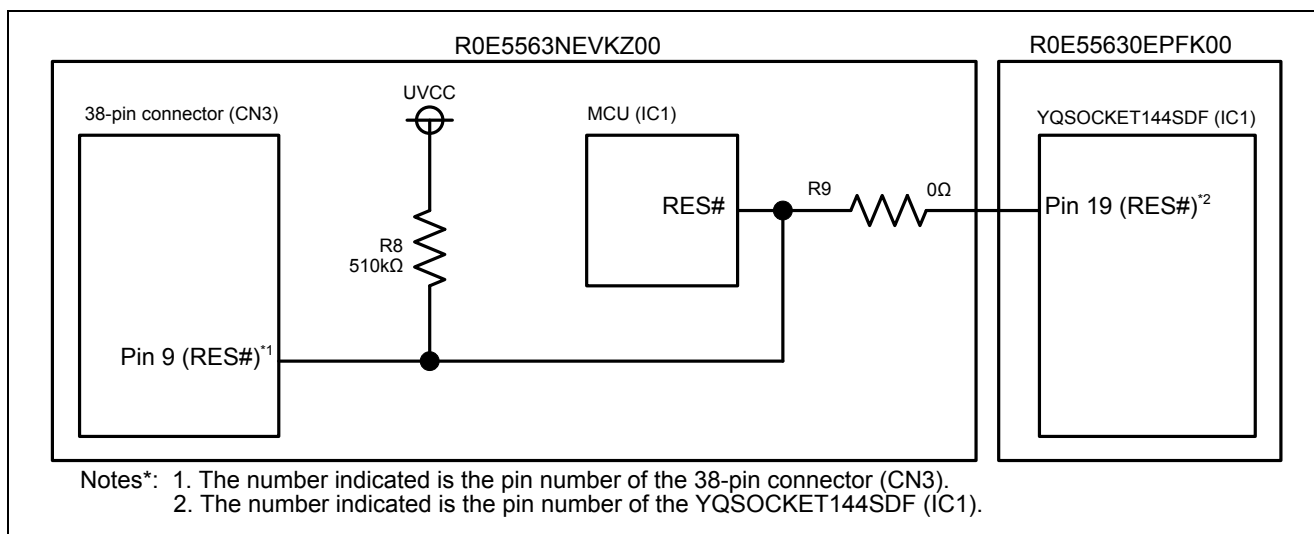 R0E5563NEVKZ00
R0E55630EPFK00
UVCC
38-pin connector (CN3)
MCU (IC1)
YQSOCKET144SDF (IC1)
RES#
R9
0Ω
Pin 19 (RES#)*2
R8
510kΩ
Pin 9 (RES#)*1
Notes*: 1. The number indicated is the pin number of the 38-pin connector (CN3).
2. The number indicated is the pin number of the YQSOCKET144SDF (IC1).